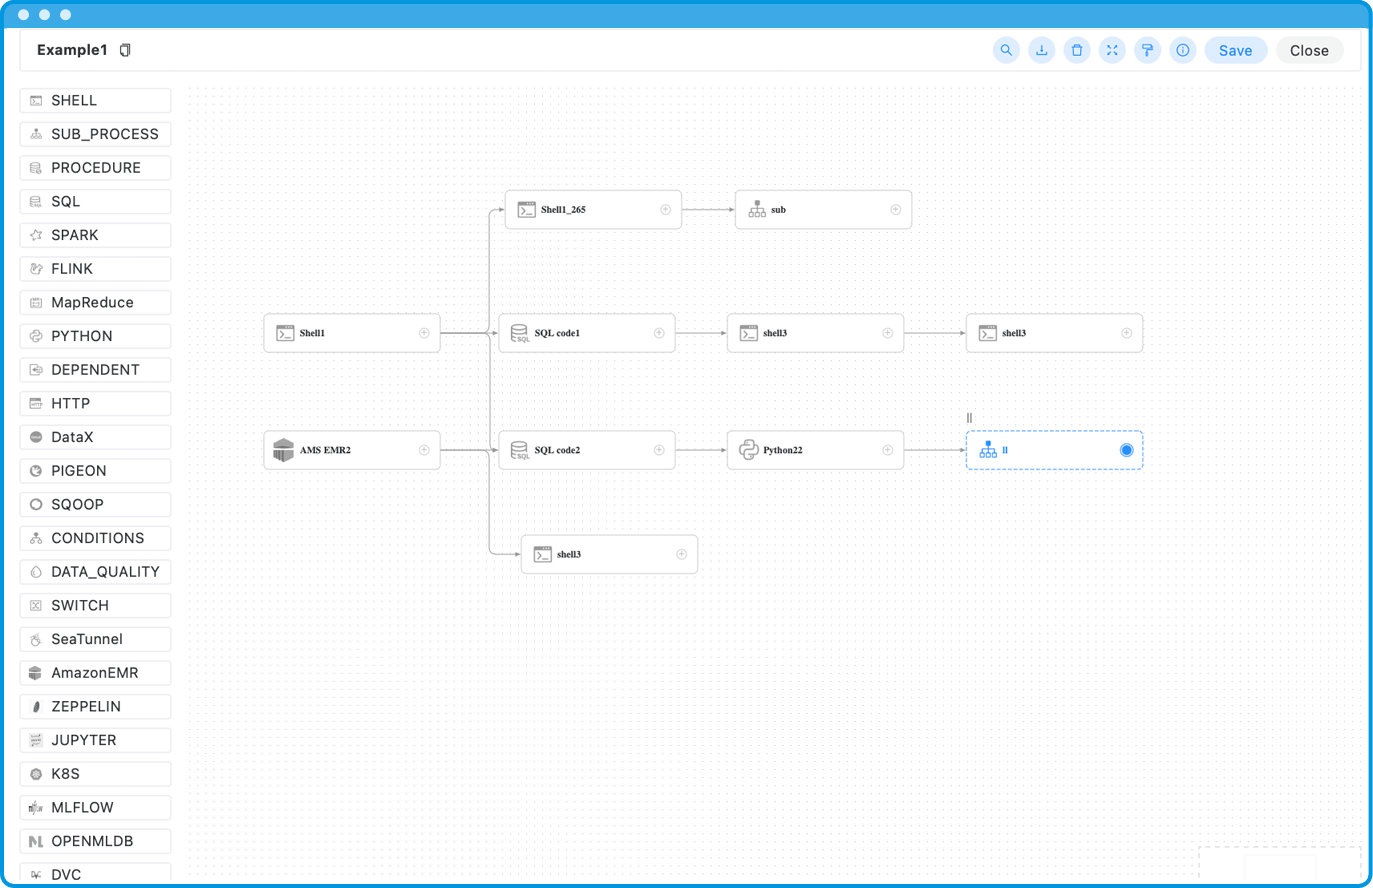 Example1
Save
Close
SHELL
SUB_PROCESS
PROCEDURE
SQL
SPARK
FLINK
MapReduce
PYTHON
DEPENDENT
HTTP
DataX
PIGEON
SQOOP
CONDITIONS
DATA_QUALITY
SWITCH
SeaTunnel
AmazonEMR
ZEPPELIN
JUPYTER
K8S
MLFLOW
OPENMLDB
DVC
Shell1_265
sub
Shell1
SQL code1
shell3
shell3
ll
AMS EMR2
SQL code2
Python22
ll
shell3